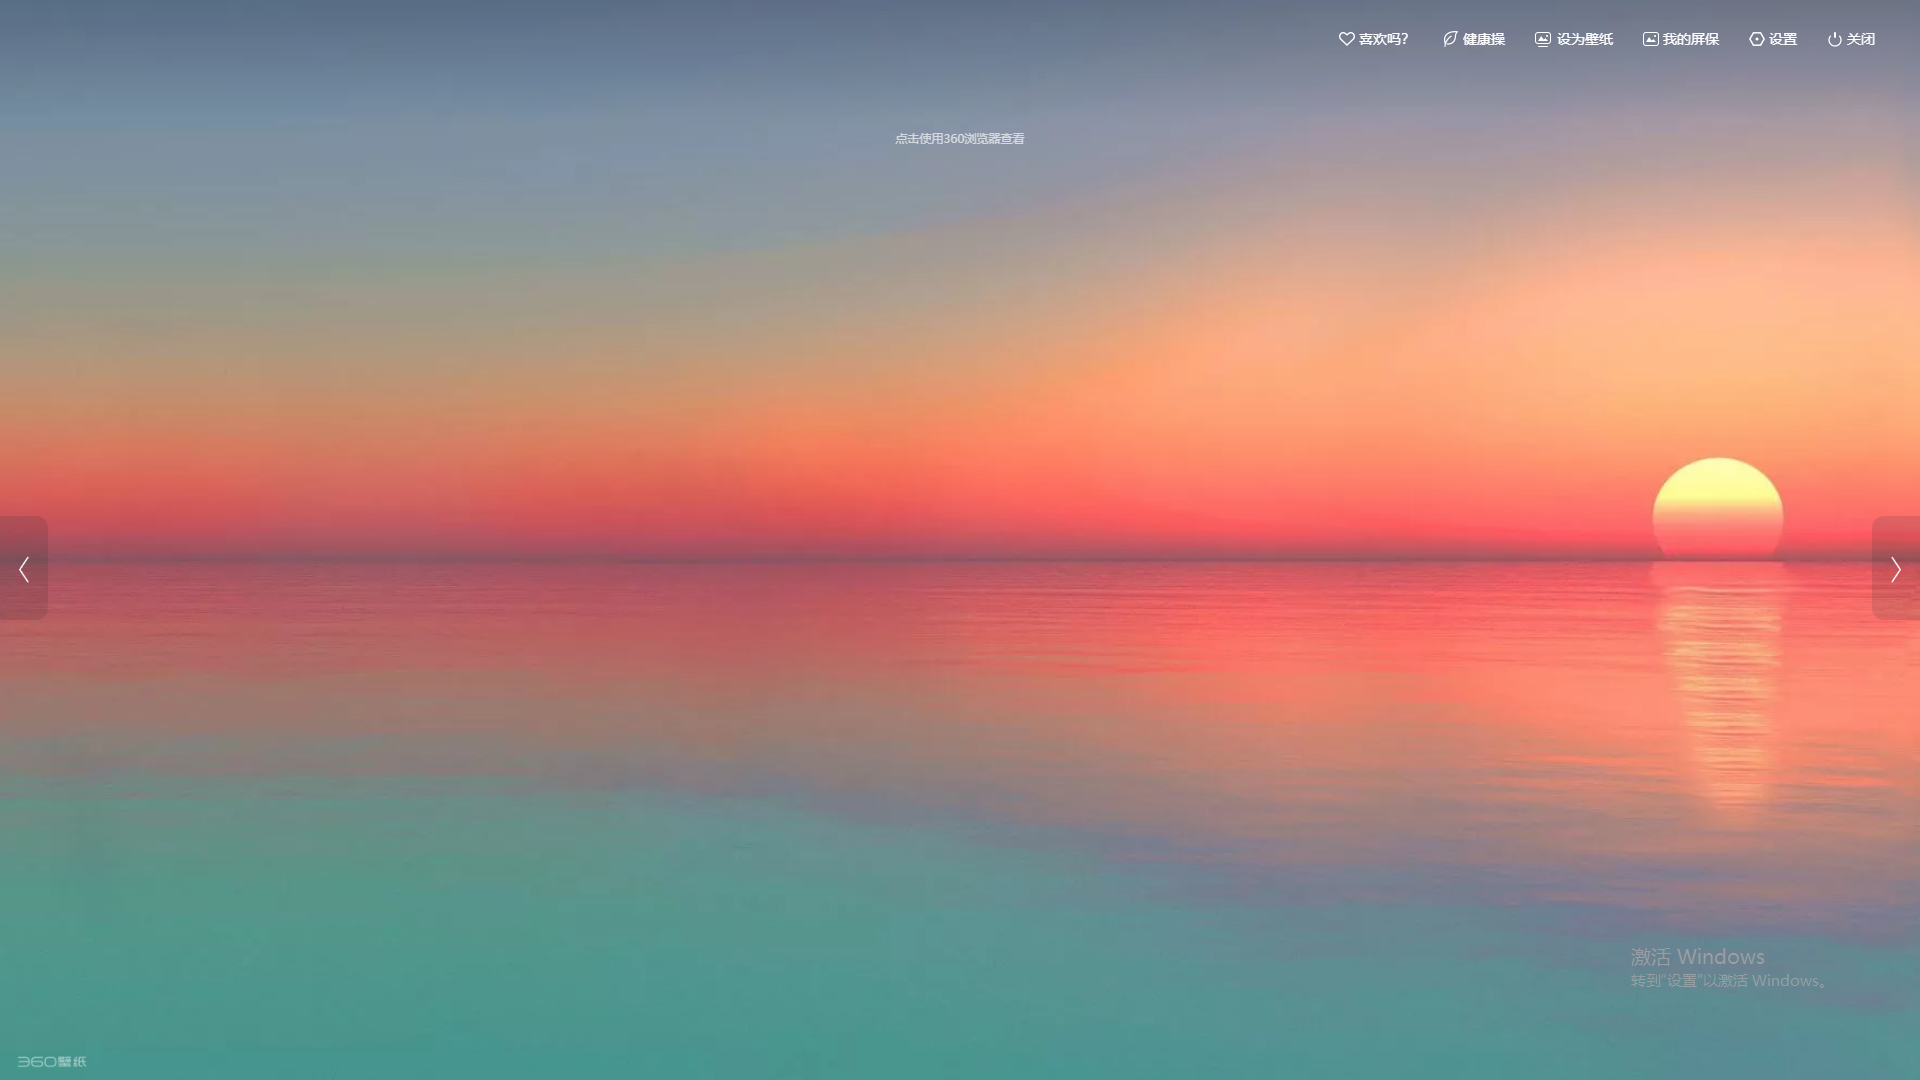 喜欢吗?
健康操
设为壁纸
我的屏保
设置
关闭
点击使用360浏览器查看
激活 Windows
转到"设置"以激活 Windows。
360壁纸